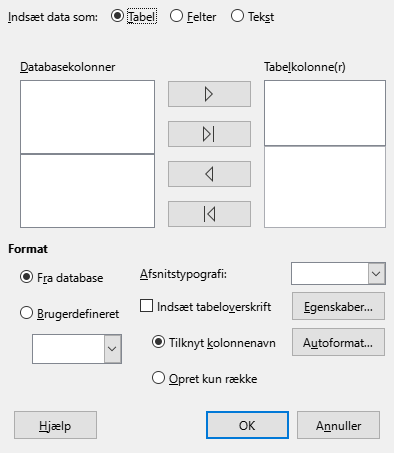 Indsæt data som: Tabel Felter Tekst
Databasekolonner Tabelkolonne(r)
Format
Fra database Afsnitstypografi:
Brugerdefineret Indsæt tabeloverskrift Egenskaber...
Tilknyt kolonnenavn Autoformat...
Opret kun række
Hjælp OK Annuller